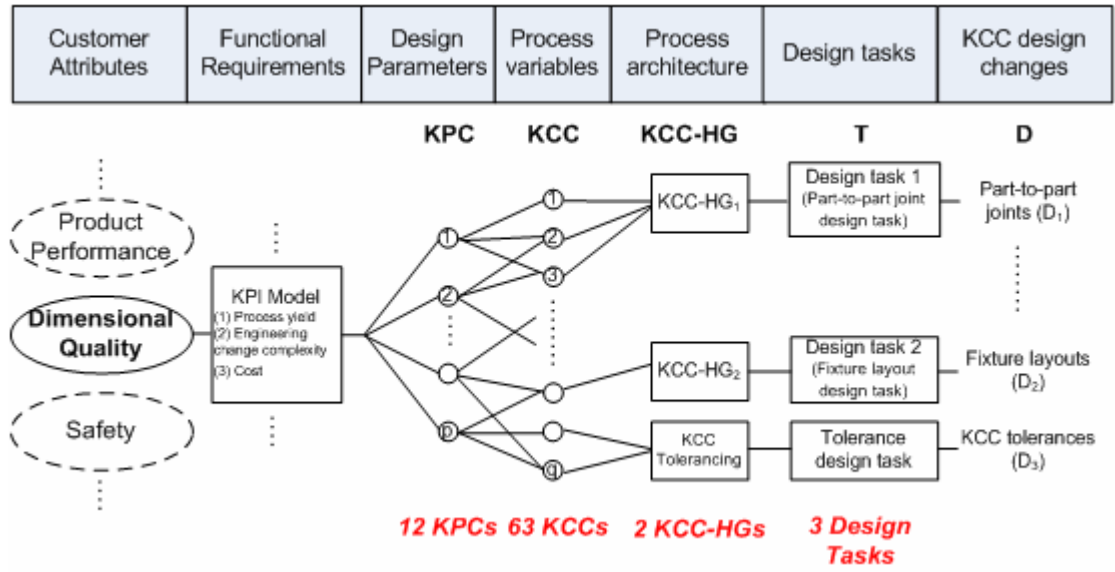 Customer Attributes
Functional Requirements
Design Parameters
Process variables
Process architecture
Design tasks
KCC design changes
KPC
KCC
KCC-HG
T
D
Product
Performance
Dimensional
Quality
Safety
KPI Model
(1) Process yield
(2) Engineering
change complexity
(3) Cost
1
2
p
1
2
3
q
KCC-HG₁
KCC-HG₂
KCC
Tolerancing
Design task 1
(Part-to-part joint
design task)
Design task 2
(Fixture layout
design task)
Tolerance
design task
Part-to-part
joints (D₁)
Fixture layouts
(D₂)
KCC tolerances
(D₃)
12 KPCs
63 KCCs
2 KCC-HGs
3 Design
Tasks